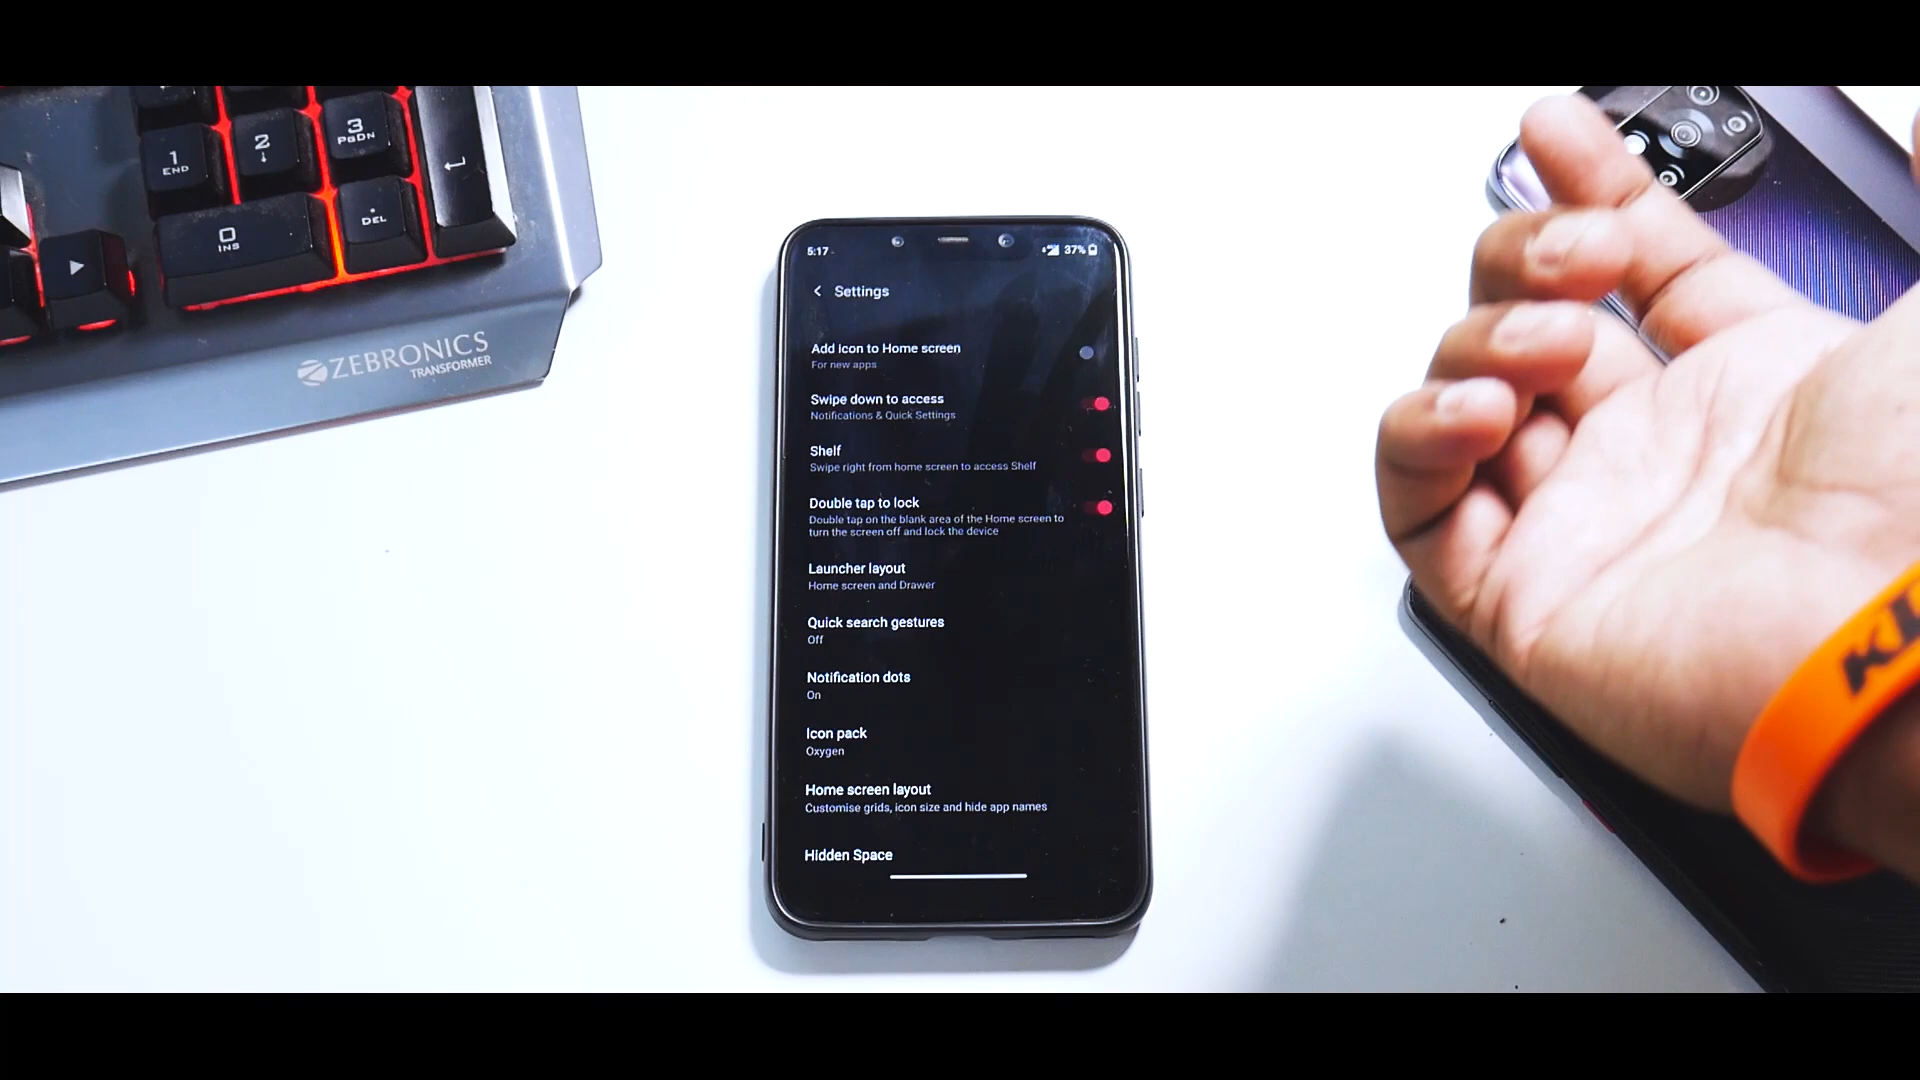 1
END
2
3
PGDN
0
INS
DEL
ZEBRONICS
TRANSFORMER
5:17
37%
Settings
Add icon to Home screen
For new apps
Swipe down to access
Notifications & Quick Settings
Shelf
Swipe right from home screen to access Shelf
Double tap to lock
Double tap on the blank area of the Home screen to
turn the screen off and lock the device
Launcher layout
Home screen and Drawer
Quick search gestures
Off
Notification dots
On
Icon pack
Oxygen
Home screen layout
Customise grids, icon size and hide app names
Hidden Space